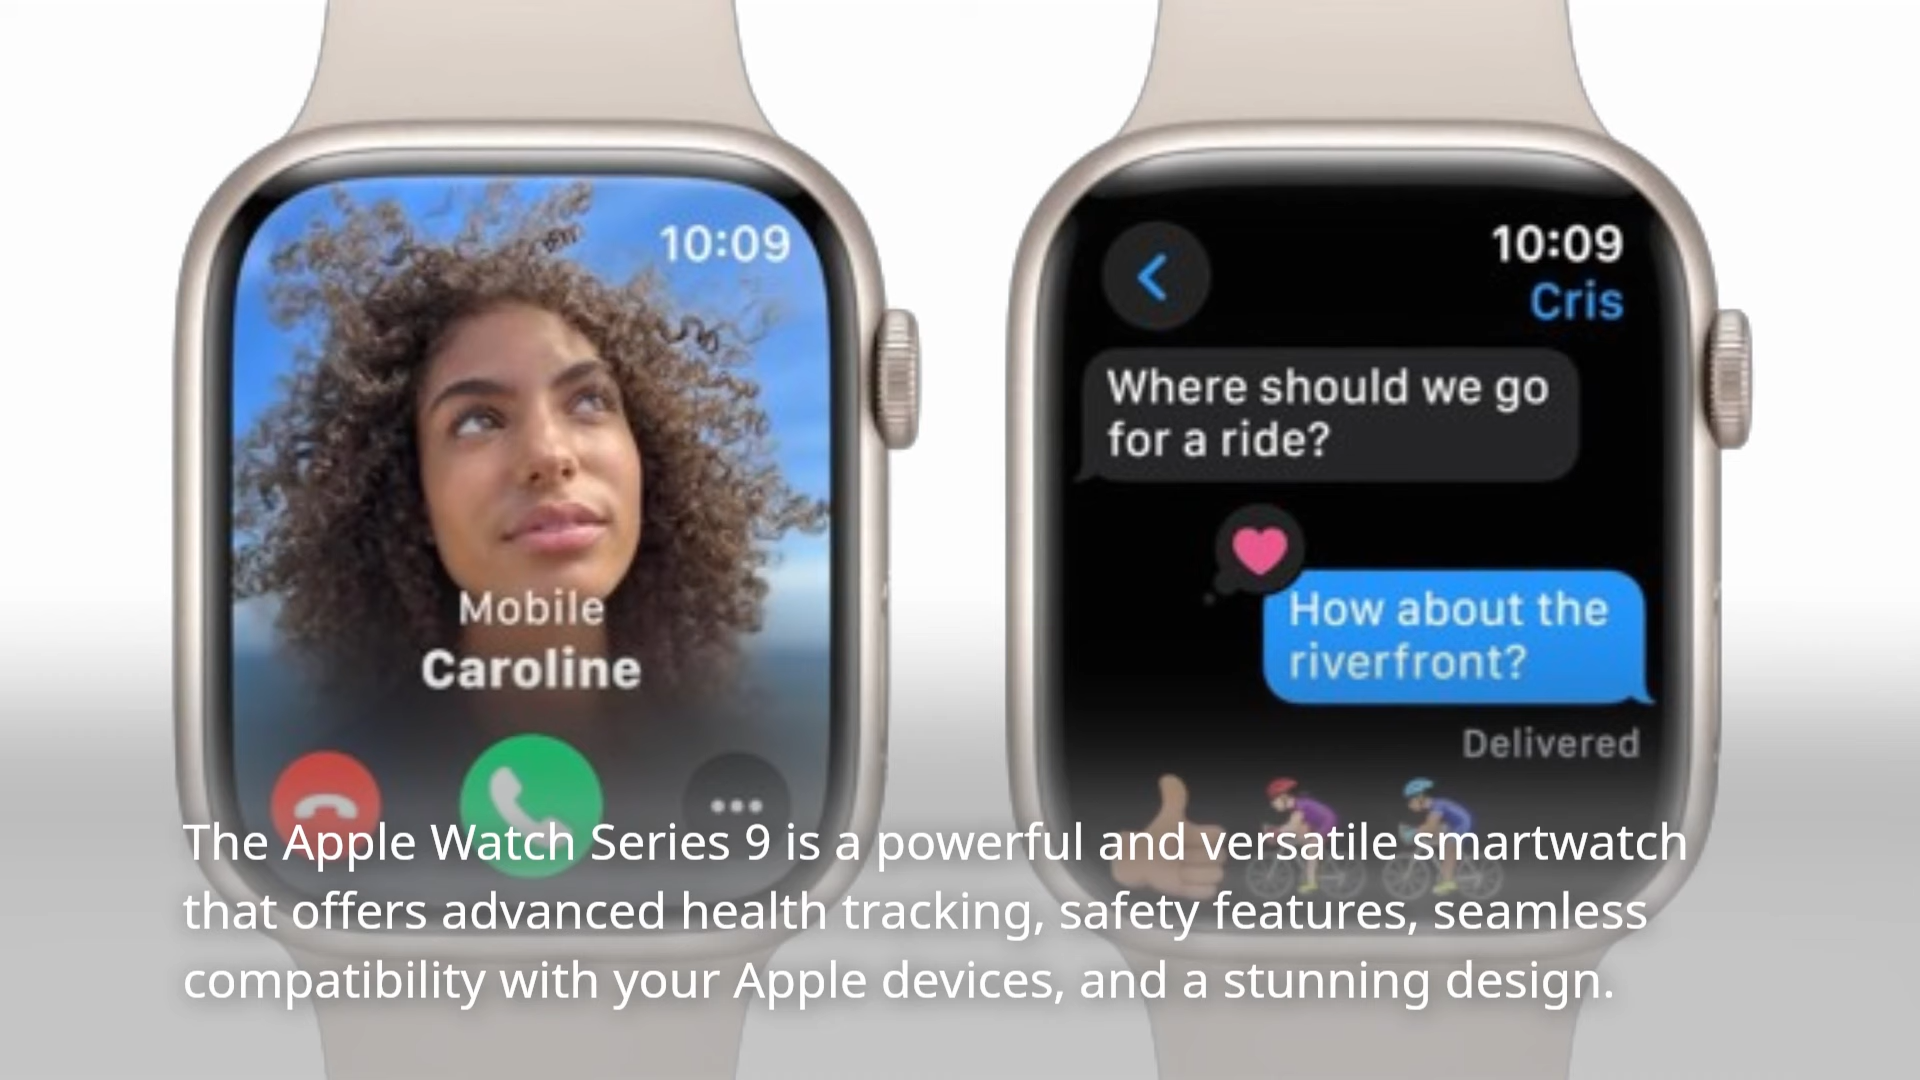 10:09
Mobile
Caroline
10:09
Cris
Where should we go
for a ride?
How about the
riverfront?
Delivered
The Apple Watch Series 9 is a powerful and versatile smartwatch
that offers advanced health tracking, safety features, seamless
compatibility with your Apple devices, and a stunning design.